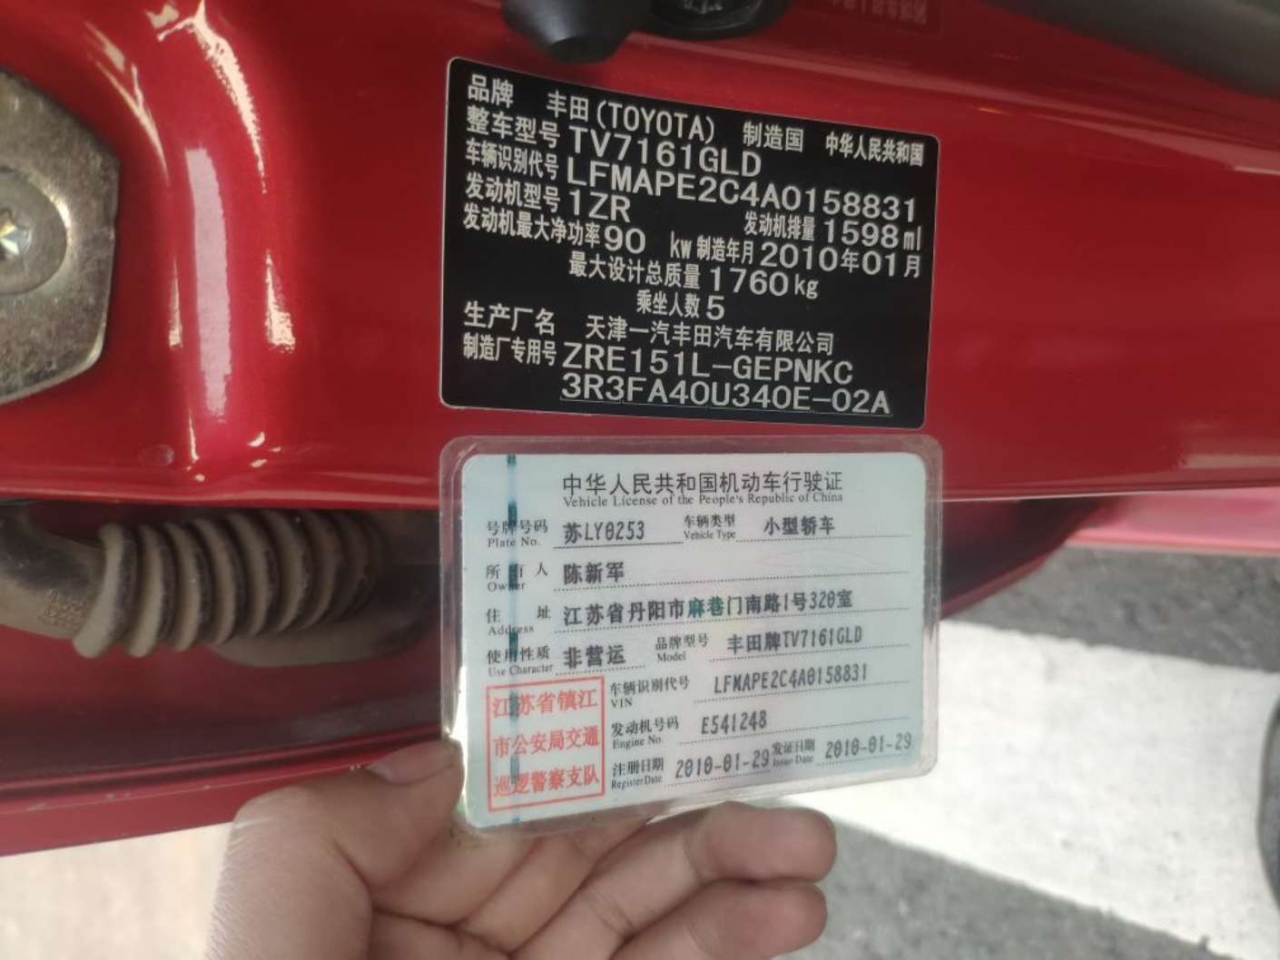 品牌 丰田(TOYOTA) 制造国 中华人民共和国
整车型号 TV7161GLD
车辆识别代号 LFMAPE2C4A0158831
发动机型号 1ZR 发动机排量 1598ml
发动机最大净功率 90 kw 制造年月 2010年01月
最大设计总质量 1760kg
乘坐人数 5
生产厂名 天津一汽丰田汽车有限公司
制造厂专用号 ZRE151L-GEPNKC
3R3FA40U340E-02A
中华人民共和国机动车行驶证
Vehicle License of the People's Republic of China
号牌号码 苏LY0253 车辆类型 小型轿车
Plate No. Vehicle Type
所有人 陈新军
Owner
住址 江苏省丹阳市麻巷门南路1号320室
Address
使用性质 非营运 品牌型号 丰田牌TV7161GLD
Use Character Model
车辆识别代号 LFMAPE2C4A0158831
VIN
发动机号码 E541248
Engine No.
注册日期 2010-01-29 发证日期 2010-01-29
Register Date Issue Date
江苏省镇江
市公安局交通
巡逻警察支队